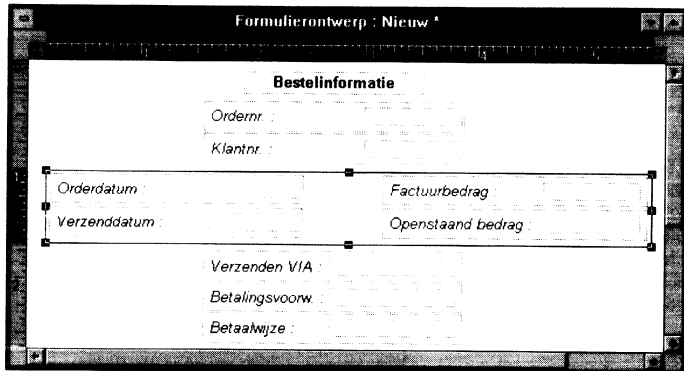 Formulierontwerp : Nieuw *
Bestelinformatie
Ordernr. :
Klantnr. :
Orderdatum : Factuurbedrag :
Verzenddatum : Openstaand bedrag :
Verzenden VIA :
Betalingsvoorw. :
Betaalwijze :